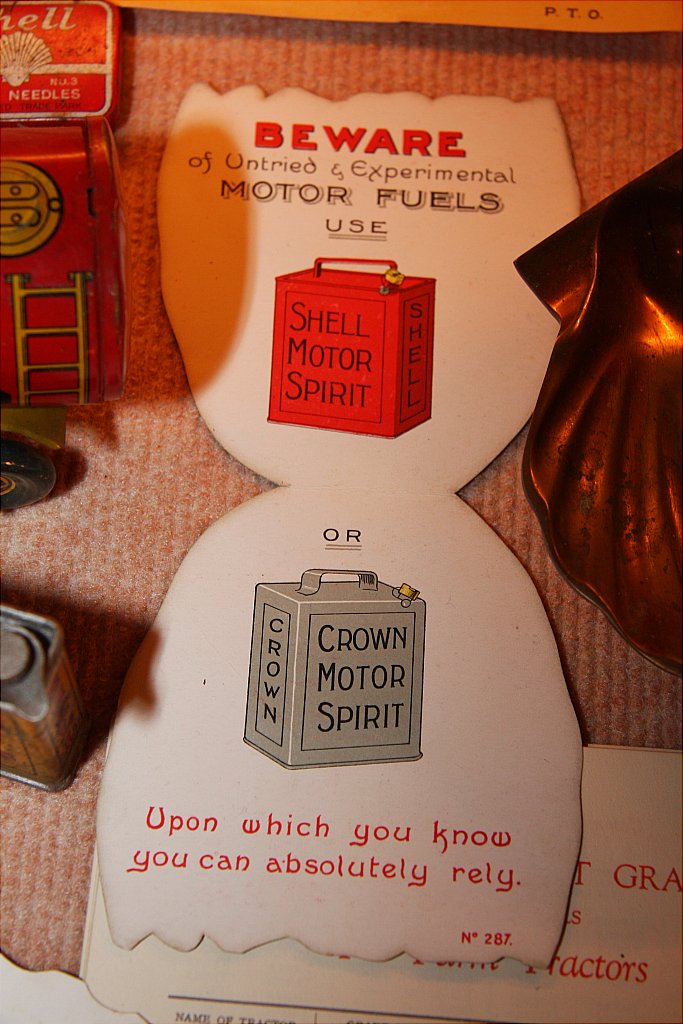 P. T. O.
hell
NO.3
NEEDLES
TRADE MARK
BEWARE
of Untried & Experimental
MOTOR FUELS
USE
SHELL
MOTOR
SPIRIT
SHELL
OR
CROWN
CROWN
MOTOR
SPIRIT
Upon which you know
you can absolutely rely.
Nº 287.
T GRA
Farm Tractors
NAME OF TRACTOR